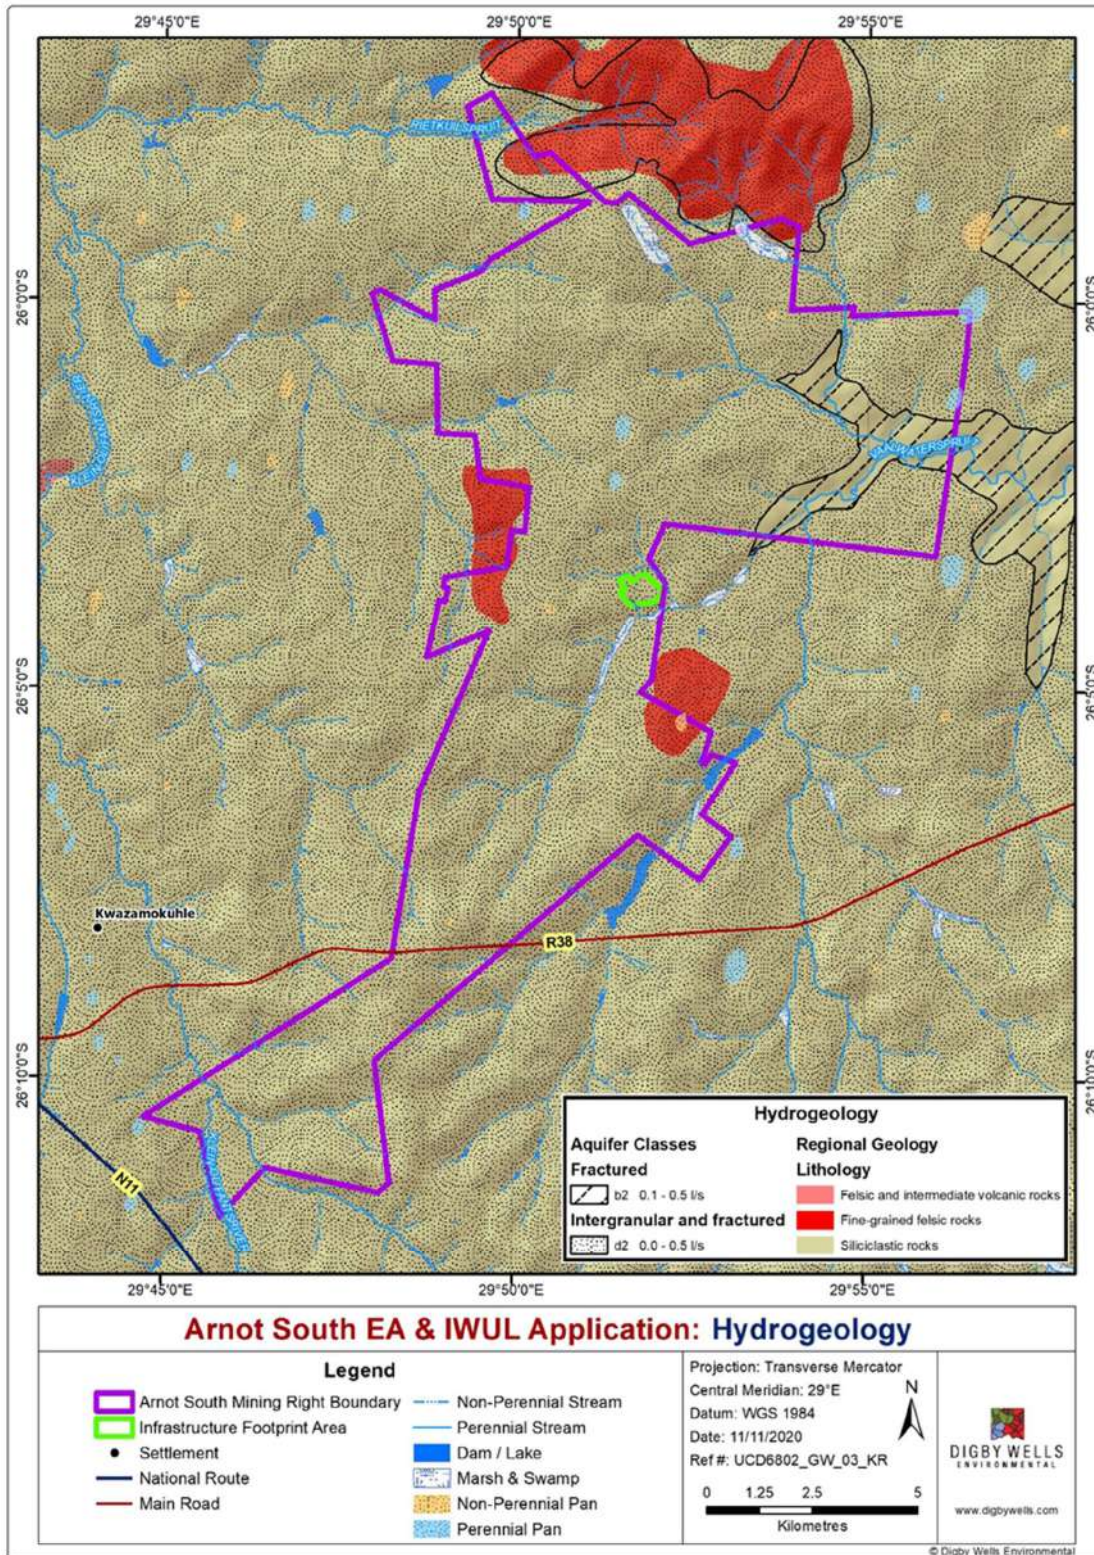 29°45'0"E 29°50'0"E 29°55'0"E
26°0'0"S 26°0'0"S
26°5'0"S 26°5'0"S
26°10'0"S 26°10'0"S
Kwazamokuhle
R38
N11
Hydrogeology
Aquifer Classes
Fractured
b2 0.1 - 0.5 l/s
Intergranular and fractured
d2 0.0 - 0.5 l/s
Regional Geology
Lithology
Felsic and intermediate volcanic rocks
Fine-grained felsic rocks
Siliciclastic rocks
29°45'0"E 29°50'0"E 29°55'0"E
Arnot South EA & IWUL Application: Hydrogeology
Legend
Arnot South Mining Right Boundary
Infrastructure Footprint Area
Settlement
National Route
Main Road
Non-Perennial Stream
Perennial Stream
Dam / Lake
Marsh & Swamp
Non-Perennial Pan
Perennial Pan
Projection: Transverse Mercator
Central Meridian: 29°E
Datum: WGS 1984
Date: 11/11/2020
Ref #: UCD6802_GW_03_KR
N
0 1.25 2.5 5
Kilometres
DIGBY WELLS
ENVIRONMENTAL
www.digbywells.com
© Digby Wells Environmental